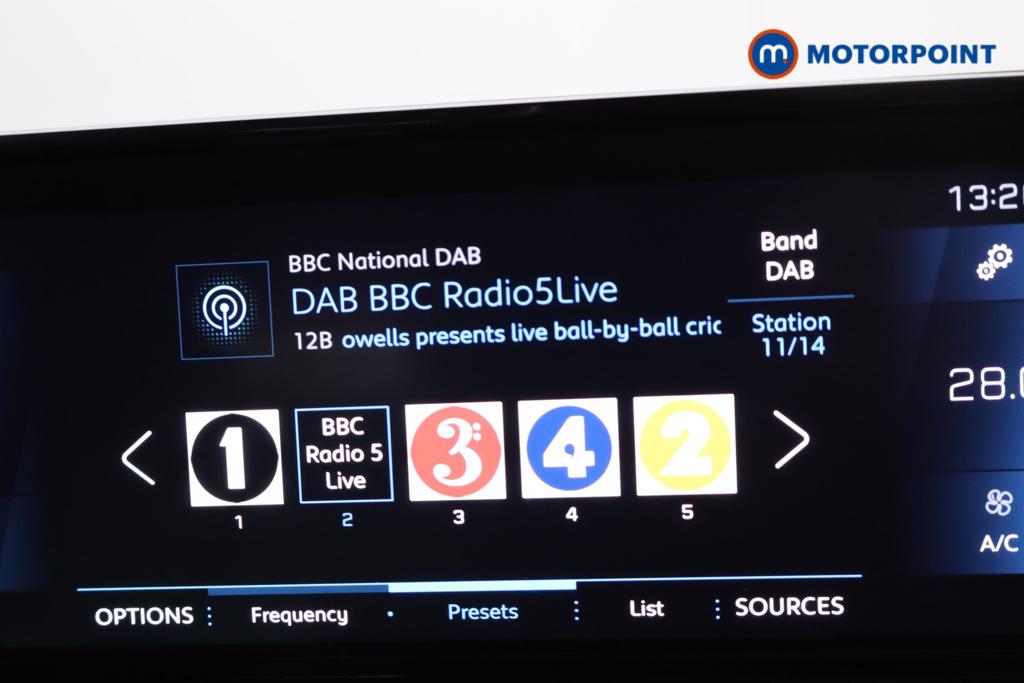 m MOTORPOINT
13:2
BBC National DAB
DAB BBC Radio5Live
12B owells presents live ball-by-ball cric
Band
DAB
Station
11/14
28.
1
BBC
Radio 5
Live
3
4
2
1 2 3 4 5
A/C
OPTIONS Frequency Presets List SOURCES